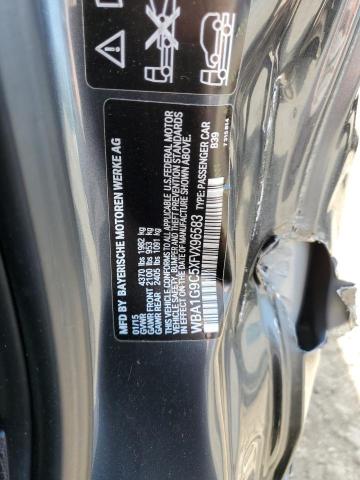 MFD BY BAYERISCHE MOTOREN WERKE AG
01/15
GVWR 4370 lbs 1982 kg
GAWR FRONT 2100 lbs 953 kg
GAWR REAR 2405 lbs 1091 kg
THIS VEHICLE CONFORMS TO ALL APPLICABLE U.S. FEDERAL MOTOR
VEHICLE SAFETY, BUMPER, AND THEFT PREVENTION STANDARDS
IN EFFECT ON THE DATE OF MANUFACTURE SHOWN ABOVE.
WBA1G9C5XFVX96583 TYPE: PASSENGER CAR
B39